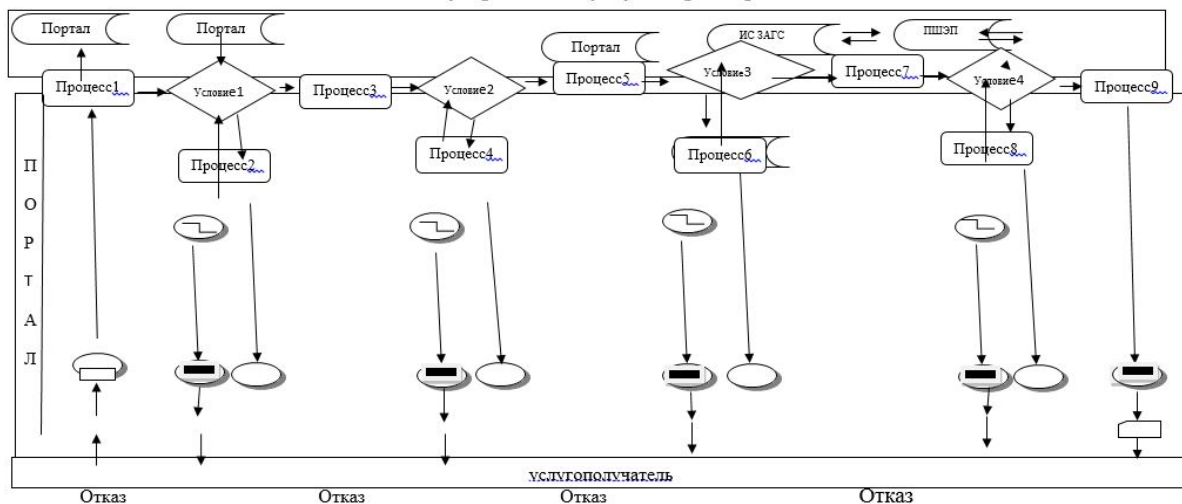 Портал
Портал
Портал
ИС ЗАГС
ПШЭП
Процесс1
Условие1
Процесс3
Условие2
Процесс5
Условие3
Процесс7
Условие4
Процесс9
Процесс2
Процесс4
Процесс6
Процесс8
ПОРТАЛ
услугополучатель
Отказ
Отказ
Отказ
Отказ